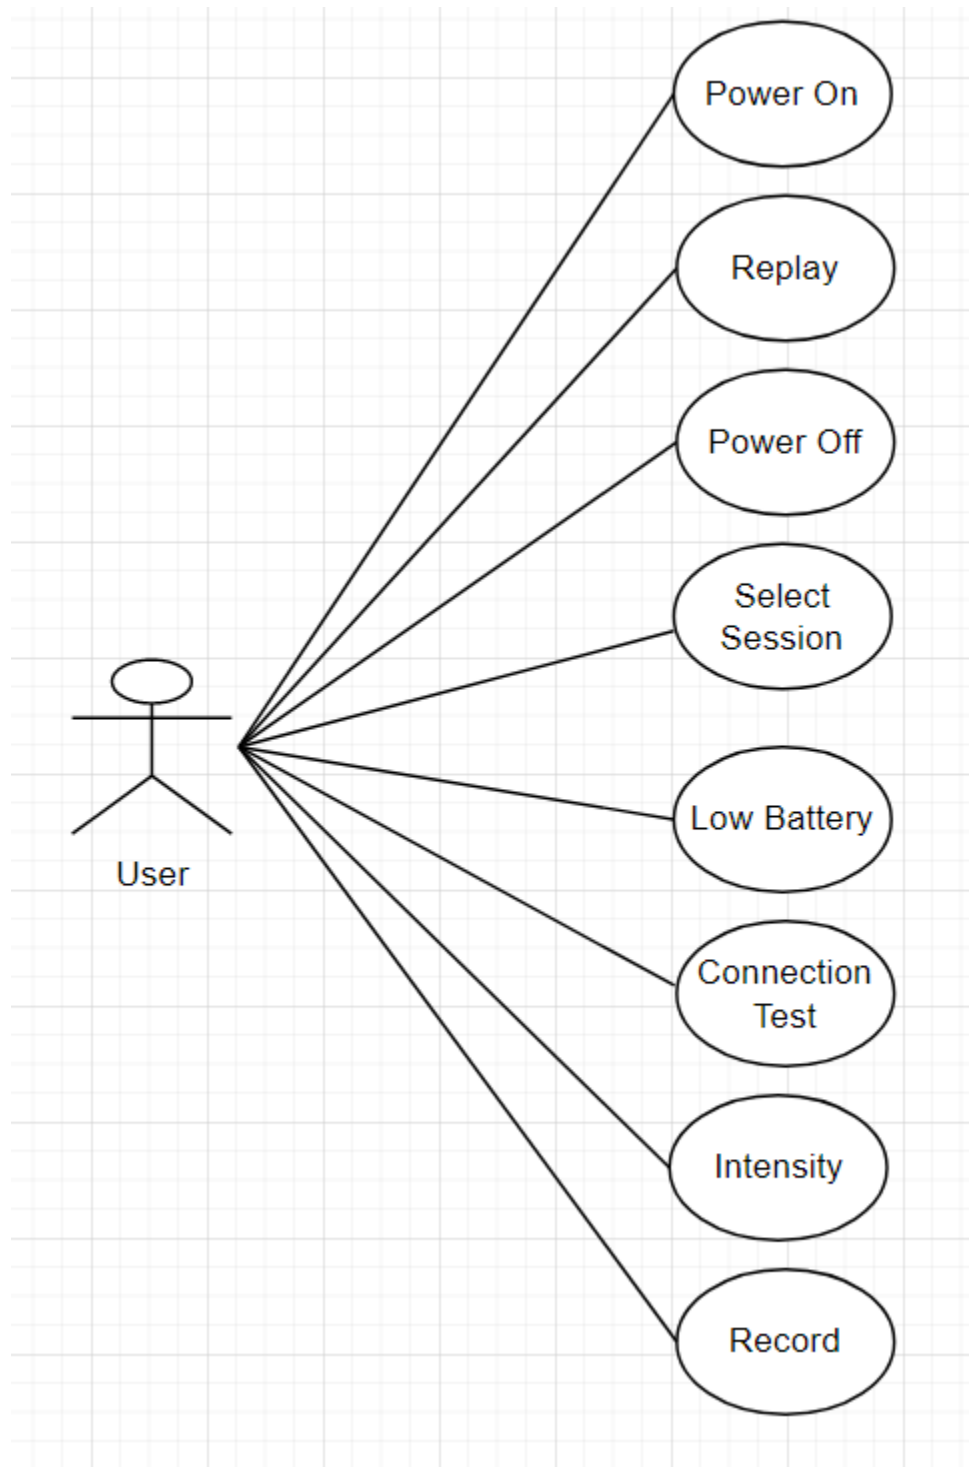 Power On
Replay
Power Off
Select
Session
User
Low Battery
Connection
Test
Intensity
Record